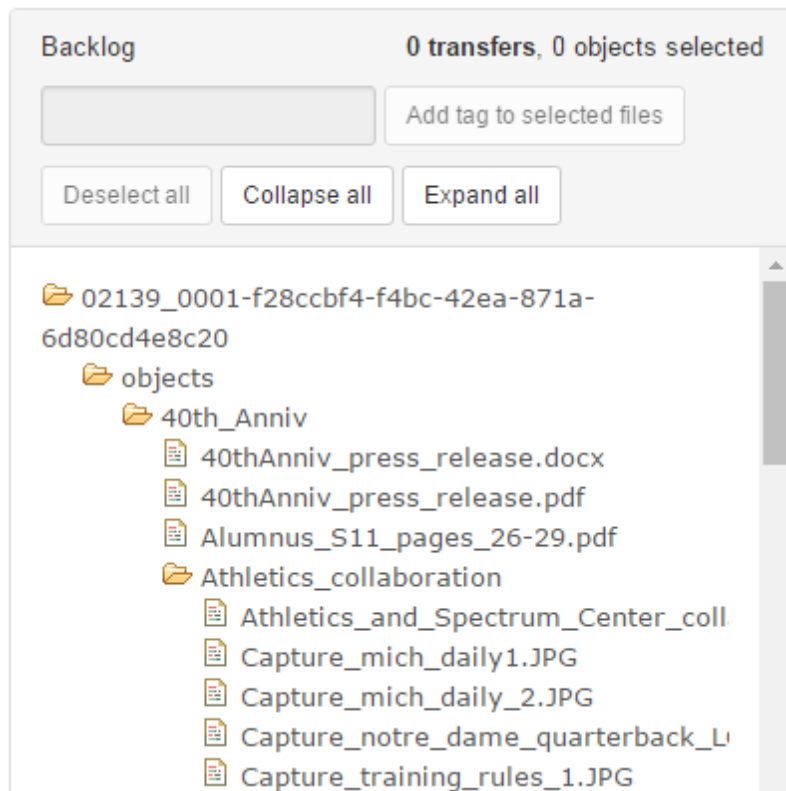 Backlog 0 transfers, 0 objects selected
Add tag to selected files
Deselect all Collapse all Expand all
02139_0001-f28ccbf4-f4bc-42ea-871a-
6d80cd4e8c20
objects
40th_Anniv
40thAnniv_press_release.docx
40thAnniv_press_release.pdf
Alumnus_S11_pages_26-29.pdf
Athletics_collaboration
Athletics_and_Spectrum_Center_coll
Capture_mich_daily1.JPG
Capture_mich_daily_2.JPG
Capture_notre_dame_quarterback_L
Capture_training_rules_1.JPG